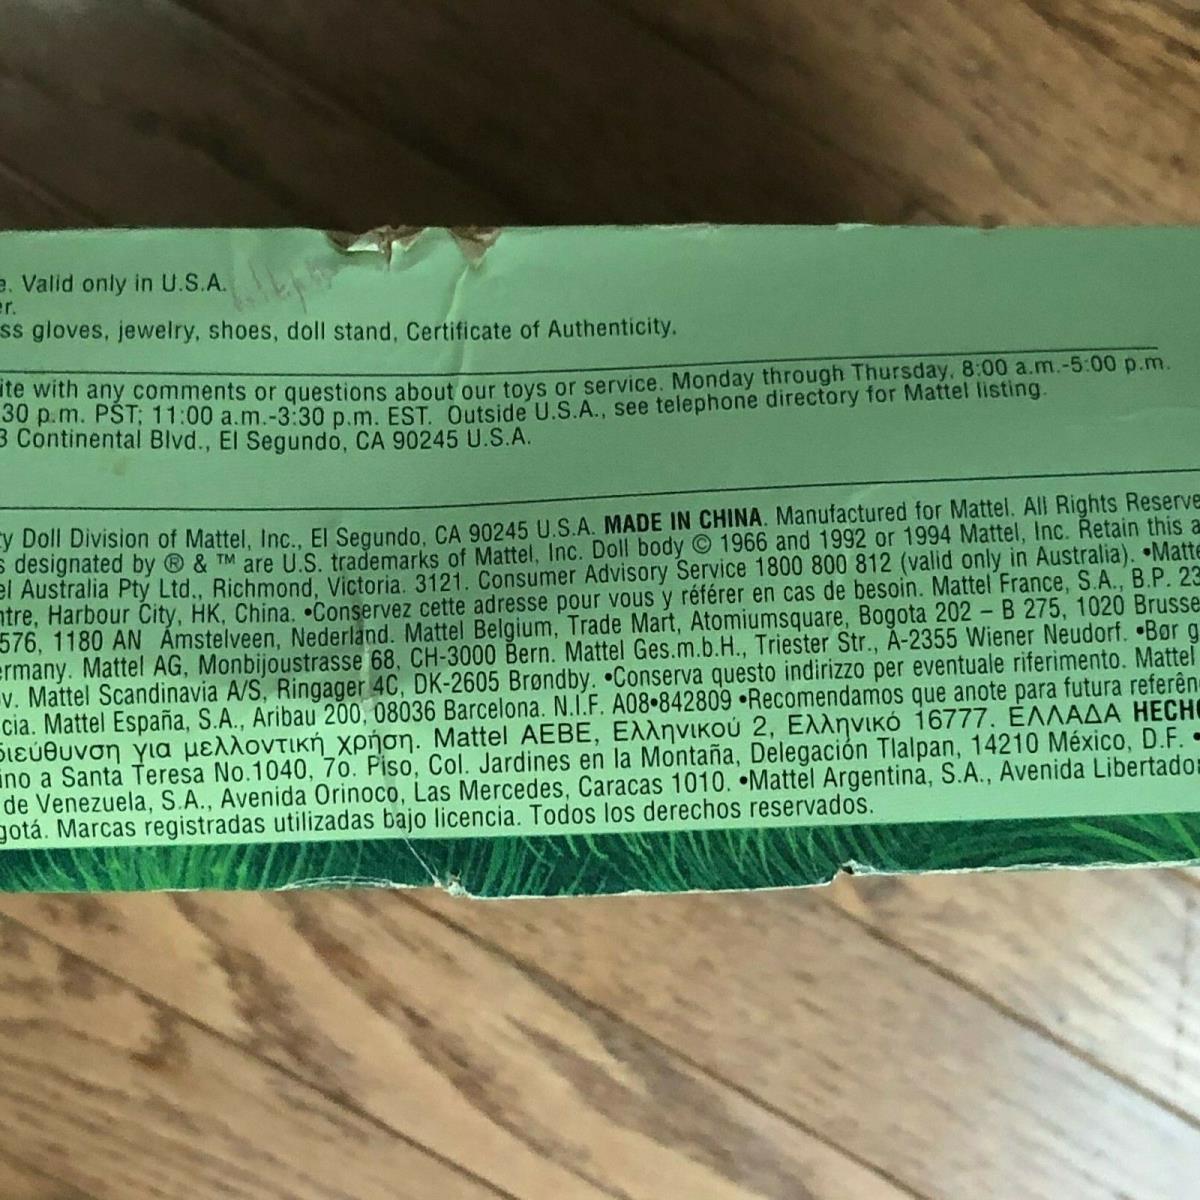 e. Valid only in U.S.A.
er.
ss gloves, jewelry, shoes, doll stand, Certificate of Authenticity.
ite with any comments or questions about our toys or service. Monday through Thursday, 8:00 a.m.-5:00 p.m.
30 p.m. PST; 11:00 a.m.-3:30 p.m. EST. Outside U.S.A., see telephone directory for Mattel listing.
3 Continental Blvd., El Segundo, CA 90245 U.S.A.
ty Doll Division of Mattel, Inc., El Segundo, CA 90245 U.S.A. MADE IN CHINA. Manufactured for Mattel. All Rights Reserve
s designated by ® & ™ are U.S. trademarks of Mattel, Inc. Doll body © 1966 and 1992 or 1994 Mattel, Inc. Retain this a
el Australia Pty Ltd., Richmond, Victoria. 3121. Consumer Advisory Service 1800 800 812 (valid only in Australia). •Matte
ntre, Harbour City, HK, China. •Conservez cette adresse pour vous y référer en cas de besoin. Mattel France, S.A., B.P. 23
576, 1180 AN Amstelveen, Nederland. Mattel Belgium, Trade Mart, Atomiumsquare, Bogota 202 – B 275, 1020 Brusse
ermany. Mattel AG, Monbijoustrasse 68, CH-3000 Bern. Mattel Ges.m.b.H., Triester Str., A-2355 Wiener Neudorf. •Bør g
v. Mattel Scandinavia A/S, Ringager 4C, DK-2605 Brøndby. •Conserva questo indirizzo per eventuale riferimento. Mattel
cia. Mattel España, S.A., Aribau 200, 08036 Barcelona. N.I.F. A08•842809 •Recomendamos que anote para futura referên
διεύθυνση για μελλοντική χρήση. Mattel AEBE, Ελληνικού 2, Ελληνικό 16777. ΕΛΛΑΔΑ HECHO
ino a Santa Teresa No.1040, 7o. Piso, Col. Jardines en la Montaña, Delegación Tlalpan, 14210 México, D.F. •
de Venezuela, S.A., Avenida Orinoco, Las Mercedes, Caracas 1010. •Mattel Argentina, S.A., Avenida Libertador
gotá. Marcas registradas utilizadas bajo licencia. Todos los derechos reservados.